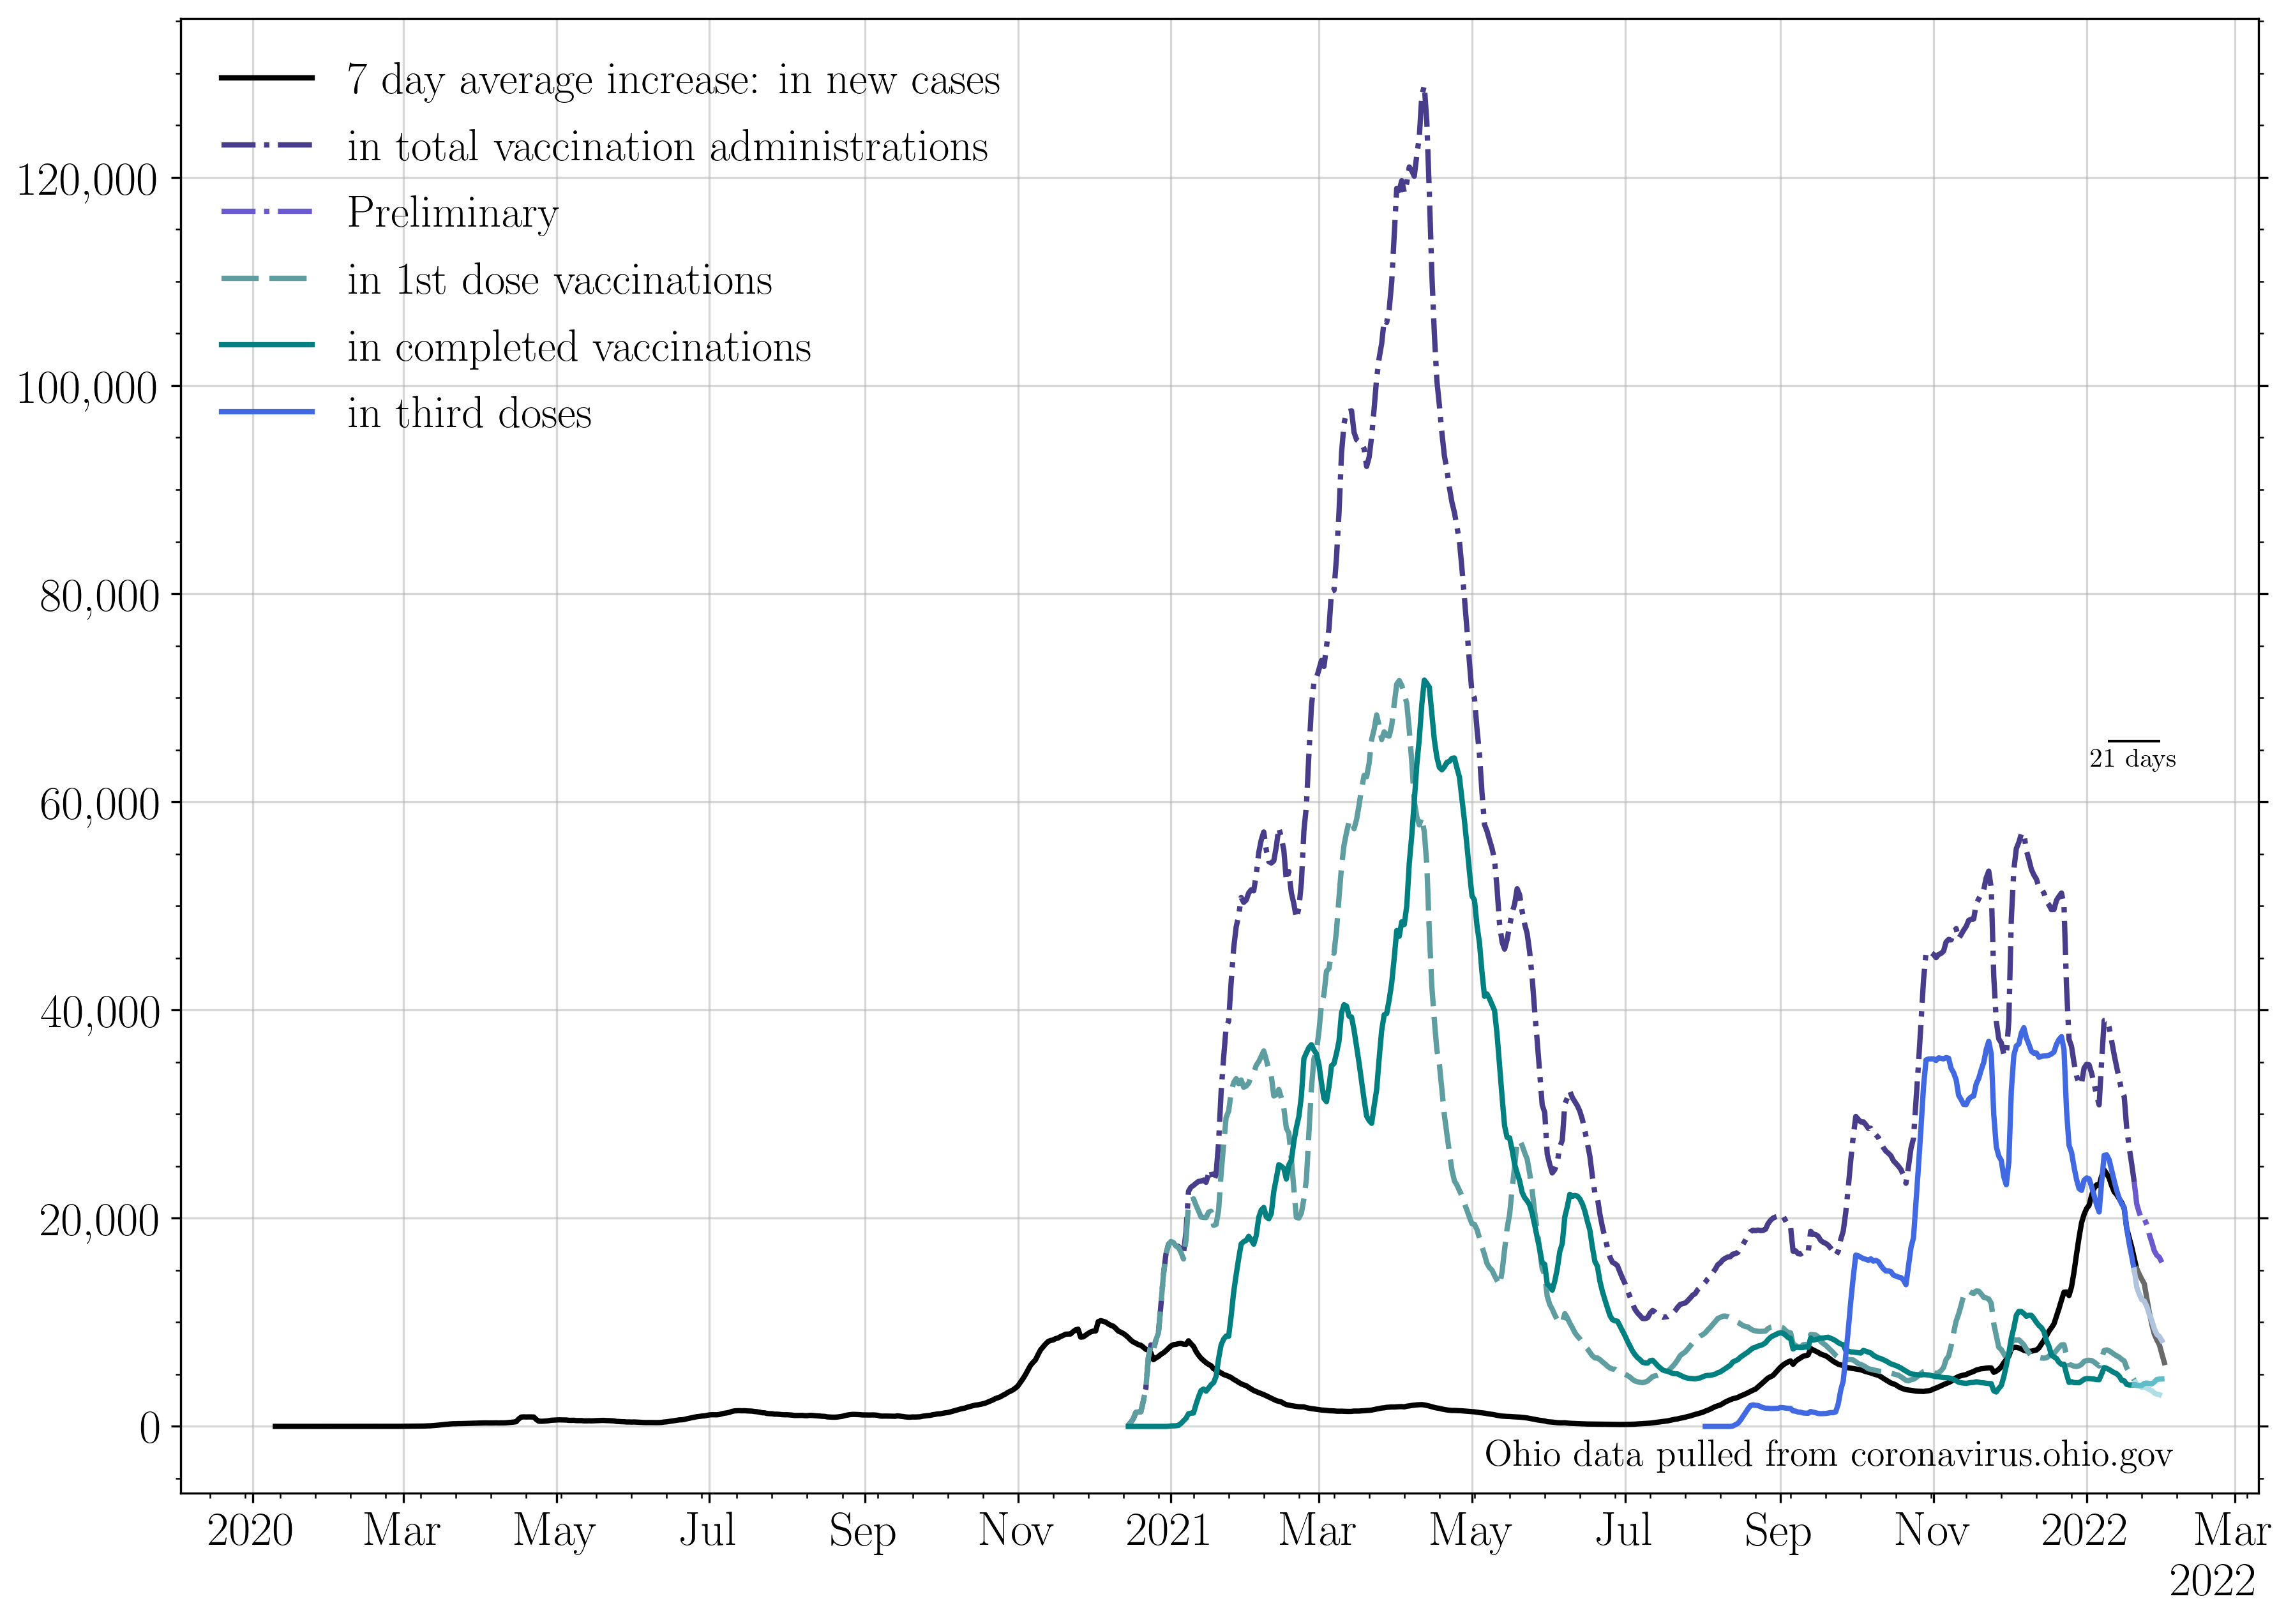 7 day average increase: in new cases
in total vaccination administrations
Preliminary
in 1st dose vaccinations
in completed vaccinations
in third doses
120,000
100,000
80,000
60,000
40,000
20,000
0
21 days
Ohio data pulled from coronavirus.ohio.gov
2020 Mar May Jul Sep Nov 2021 Mar May Jul Sep Nov 2022 Mar
2022